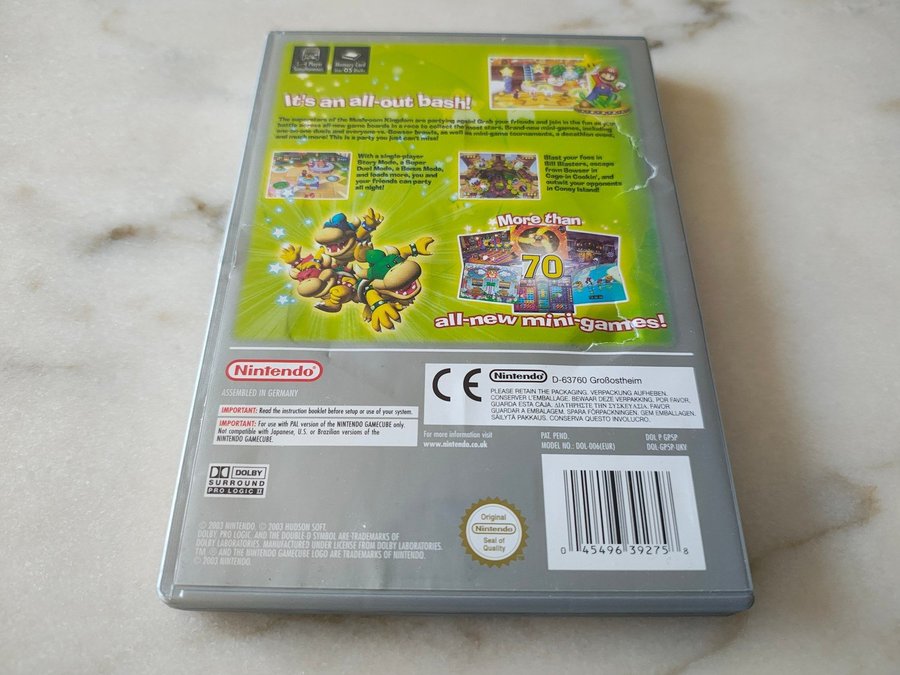 1-4 Player
Simultaneous
Memory Card
It's an all-out bash!
The superstars of the Mushroom Kingdom are partying again! Grab your friends and join in the fun as you
battle across all-new game boards in a race to collect the most stars. Brand-new mini-games, including
one-on-one duels and everyone-vs.-Bowser brawls, as well as mini-game tournaments, a decathlon event,
and much more! This is a party you just can't miss!
With a single-player
Story Mode, a Super
Duel Mode, a Bonus Mode,
and loads more, you and
your friends can party
all night!
Blast your foes in
Bill Blasters, escape
from Bowser in
Cage-in Cookin', and
outwit your opponents
in Coney Island!
More than
70
all-new mini-games!
Nintendo®
ASSEMBLED IN GERMANY
IMPORTANT: Read the instruction booklet before setup or use of your system.
IMPORTANT: For use with PAL version of the NINTENDO GAMECUBE only.
Not compatible with Japanese, U.S. or Brazilian versions of the
NINTENDO GAMECUBE.
CE
Nintendo® D-63760 Großostheim
PLEASE RETAIN THE PACKAGING. VERPACKUNG AUFHEBEN.
CONSERVER L'EMBALLAGE. BEWAAR DEZE VERPAKKING. POR FAVOR,
GUARDA ESTA CAJA. ΔΙΑΤΗΡΗΣΤΕ ΤΗΝ ΣΥΣΚΕΥΑΣΙΑ. FAVOR
GUARDAR A EMBALAGEM. SPARA FÖRPACKNINGEN. GEM EMBALLAGEN.
SÄILYTÄ PAKKAUS. CONSERVA QUESTO INVOLUCRO.
For more information visit
www.nintendo.co.uk
PAT. PEND.
MODEL NO.: DOL-006(EUR)
DOL P GP5P
DOL-GP5P-UKV
DOLBY
SURROUND
PRO LOGIC II
© 2003 NINTENDO. © 2003 HUDSON SOFT.
DOLBY, PRO LOGIC, AND THE DOUBLE-D SYMBOL ARE TRADEMARKS OF
DOLBY LABORATORIES. MANUFACTURED UNDER LICENSE FROM DOLBY LABORATORIES.
TM, ® AND THE NINTENDO GAMECUBE LOGO ARE TRADEMARKS OF NINTENDO.
© 2003 NINTENDO.
Original
Nintendo
Seal of
Quality
0 45496 39275 8